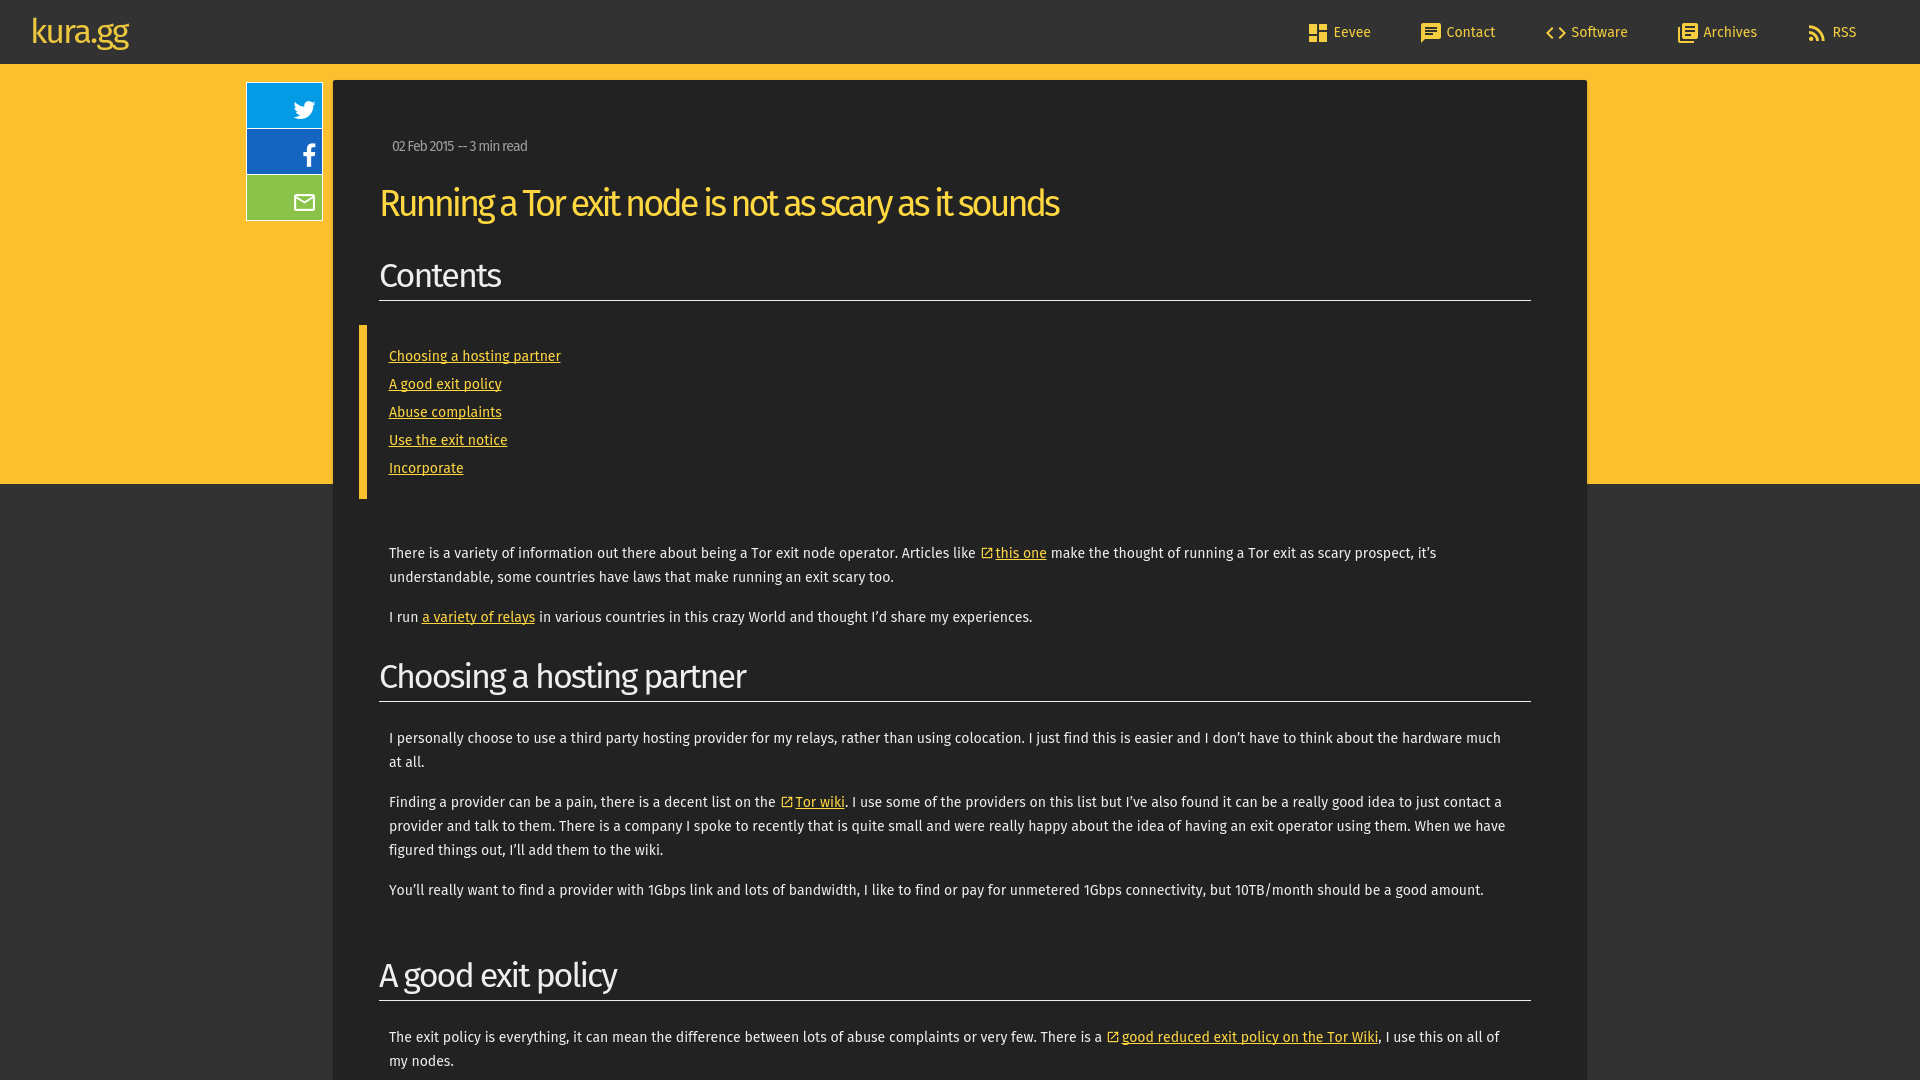 kura.gg
Eevee
Contact
Software
Archives
RSS
02 Feb 2015 -- 3 min read
Running a Tor exit node is not as scary as it sounds
Contents
Choosing a hosting partner
A good exit policy
Abuse complaints
Use the exit notice
Incorporate
There is a variety of information out there about being a Tor exit node operator. Articles like this one make the thought of running a Tor exit as scary prospect, it’s
understandable, some countries have laws that make running an exit scary too.
I run a variety of relays in various countries in this crazy World and thought I’d share my experiences.
Choosing a hosting partner
I personally choose to use a third party hosting provider for my relays, rather than using colocation. I just find this is easier and I don’t have to think about the hardware much
at all.
Finding a provider can be a pain, there is a decent list on the Tor wiki. I use some of the providers on this list but I’ve also found it can be a really good idea to just contact a
provider and talk to them. There is a company I spoke to recently that is quite small and were really happy about the idea of having an exit operator using them. When we have
figured things out, I’ll add them to the wiki.
You’ll really want to find a provider with 1Gbps link and lots of bandwidth, I like to find or pay for unmetered 1Gbps connectivity, but 10TB/month should be a good amount.
A good exit policy
The exit policy is everything, it can mean the difference between lots of abuse complaints or very few. There is a good reduced exit policy on the Tor Wiki, I use this on all of
my nodes.